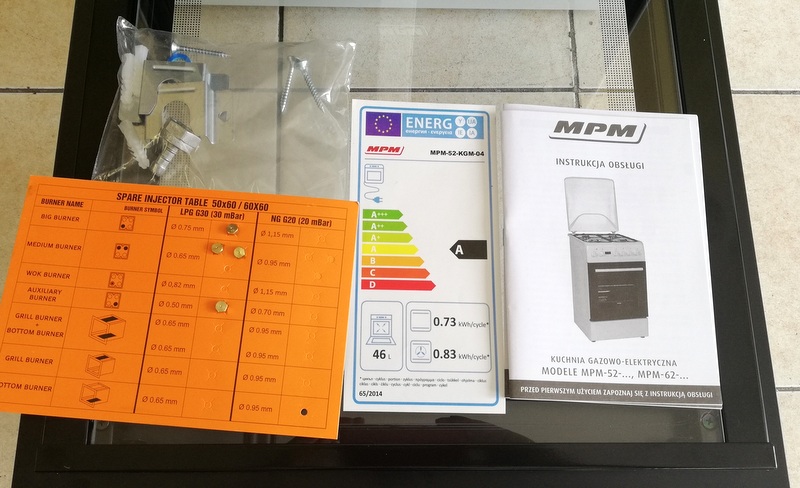 SPARE INJECTOR TABLE 50x60 / 60X60
BURNER NAME BURNER SYMBOL LPG G30 (30 mBar) NG G20 (20 mBar)
BIG BURNER Ø 0.75 mm Ø 1,15 mm
MEDIUM BURNER Ø 0.65 mm Ø 0.95 mm
WOK BURNER Ø 0,82 mm Ø 1,15 mm
AUXILIARY BURNER Ø 0.50 mm Ø 0.70 mm
GRILL BURNER + BOTTOM BURNER Ø 0.65 mm Ø 0.95 mm
Ø 0.65 mm Ø 0.95 mm
GRILL BURNER Ø 0.65 mm Ø 0.95 mm
BOTTOM BURNER Ø 0.65 mm Ø 0.95 mm
ENERG
MPM MPM-52-KGM-04
A+++
A++
A+
A
B
C
D
A
46 L
0.73 kWh/cycle*
0.83 kWh/cycle*
65/2014
MPM
INSTRUKCJA OBSŁUGI
KUCHNIA GAZOWO-ELEKTRYCZNA
MODELE MPM-52-..., MPM-62-...
PRZED PIERWSZYM UŻYCIEM ZAPOZNAJ SIĘ Z INSTRUKCJĄ OBSŁUGI